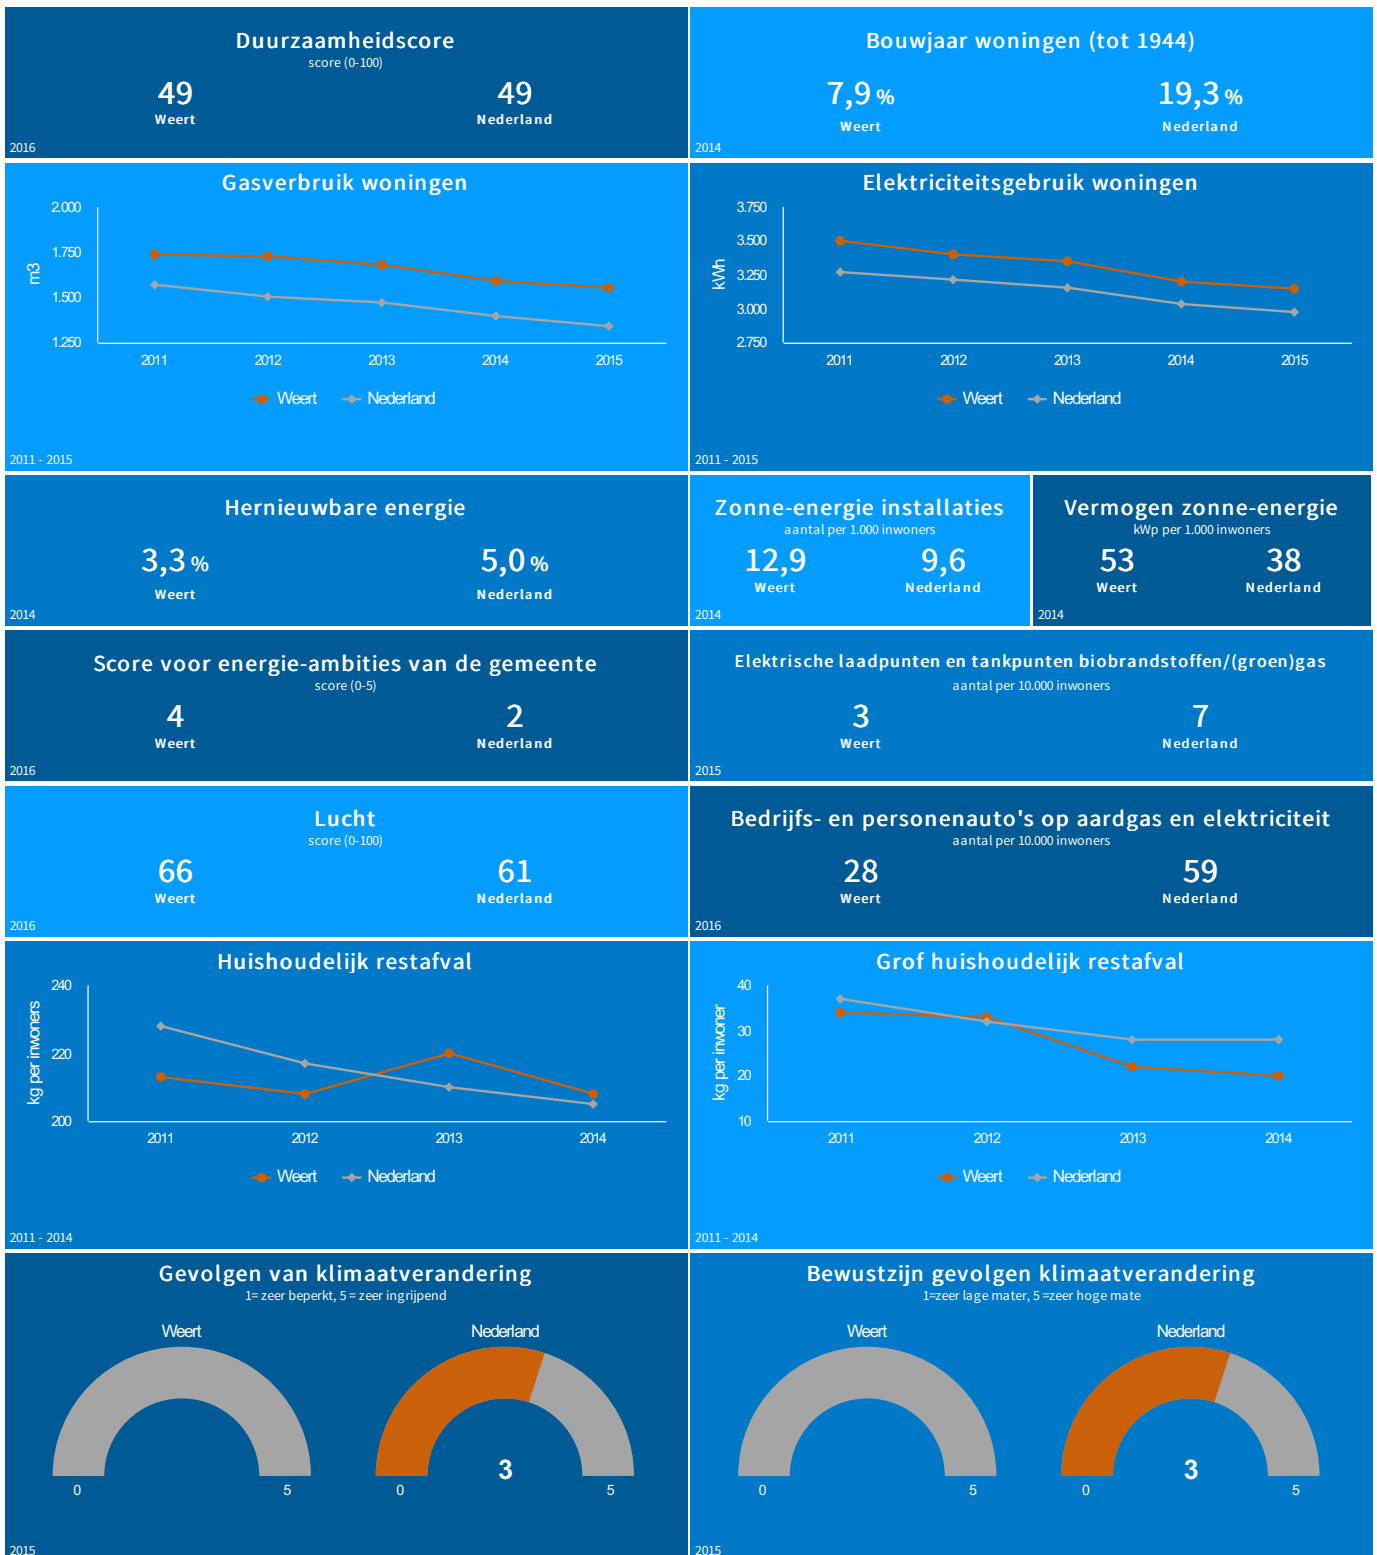 Duurzaamheidscore
score (0-100)
49
49
Weert
Nederland
2016
Bouwjaar woningen (tot 1944)
7,9 %
19,3 %
Weert
Nederland
2014
Gasverbruik woningen
2.000
1.750
1.500
1.250
m3
2011
2012
2013
2014
2015
Weert
Nederland
2011 - 2015
Elektriciteitsgebruik woningen
3.750
3.500
3.250
3.000
2.750
kWh
2011
2012
2013
2014
2015
Weert
Nederland
2011 - 2015
Hernieuwbare energie
3,3 %
5,0 %
Weert
Nederland
2014
Zonne-energie installaties
aantal per 1.000 inwoners
12,9
9,6
Weert
Nederland
2014
Vermogen zonne-energie
kWp per 1.000 inwoners
53
38
Weert
Nederland
2014
Score voor energie-ambities van de gemeente
score (0-5)
4
2
Weert
Nederland
2016
Elektrische laadpunten en tankpunten biobrandstoffen/(groen)gas
aantal per 10.000 inwoners
3
7
Weert
Nederland
2015
Lucht
score (0-100)
66
61
Weert
Nederland
2016
Bedrijfs- en personenauto's op aardgas en elektriciteit
aantal per 10.000 inwoners
28
59
Weert
Nederland
2016
Huishoudelijk restafval
240
220
200
kg per inwoners
2011
2012
2013
2014
Weert
Nederland
2011 - 2014
Grof huishoudelijk restafval
40
30
20
10
kg per inwoner
2011
2012
2013
2014
Weert
Nederland
2011 - 2014
Gevolgen van klimaatverandering
1= zeer beperkt, 5 = zeer ingrijpend
Weert
Nederland
3
0
5
0
5
2015
Bewustzijn gevolgen klimaatverandering
1=zeer lage mater, 5 =zeer hoge mate
Weert
Nederland
3
0
5
0
5
2015